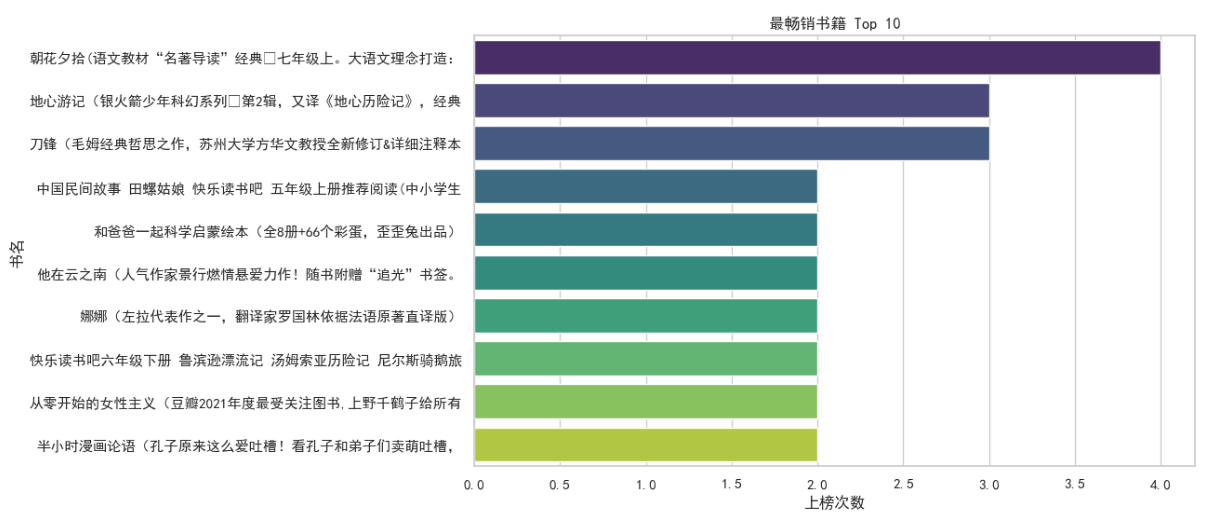 最畅销书籍 Top 10
朝花夕拾(语文教材“名著导读”经典□七年级上。大语文理念打造：
地心游记（银火箭少年科幻系列□第2辑，又译《地心历险记》，经典
刀锋（毛姆经典哲思之作，苏州大学方华文教授全新修订&详细注释本
中国民间故事 田螺姑娘 快乐读书吧 五年级上册推荐阅读(中小学生
和爸爸一起科学启蒙绘本（全8册+66个彩蛋，歪歪兔出品）
他在云之南（人气作家景行燃情悬爱力作！随书附赠“追光”书签。
娜娜（左拉代表作之一，翻译家罗国林依据法语原著直译版）
快乐读书吧六年级下册 鲁滨逊漂流记 汤姆索亚历险记 尼尔斯骑鹅旅
从零开始的女性主义（豆瓣2021年度最受关注图书,上野千鹤子给所有
半小时漫画论语（孔子原来这么爱吐槽！看孔子和弟子们卖萌吐槽，
书名
0.0 0.5 1.0 1.5 2.0 2.5 3.0 3.5 4.0
上榜次数